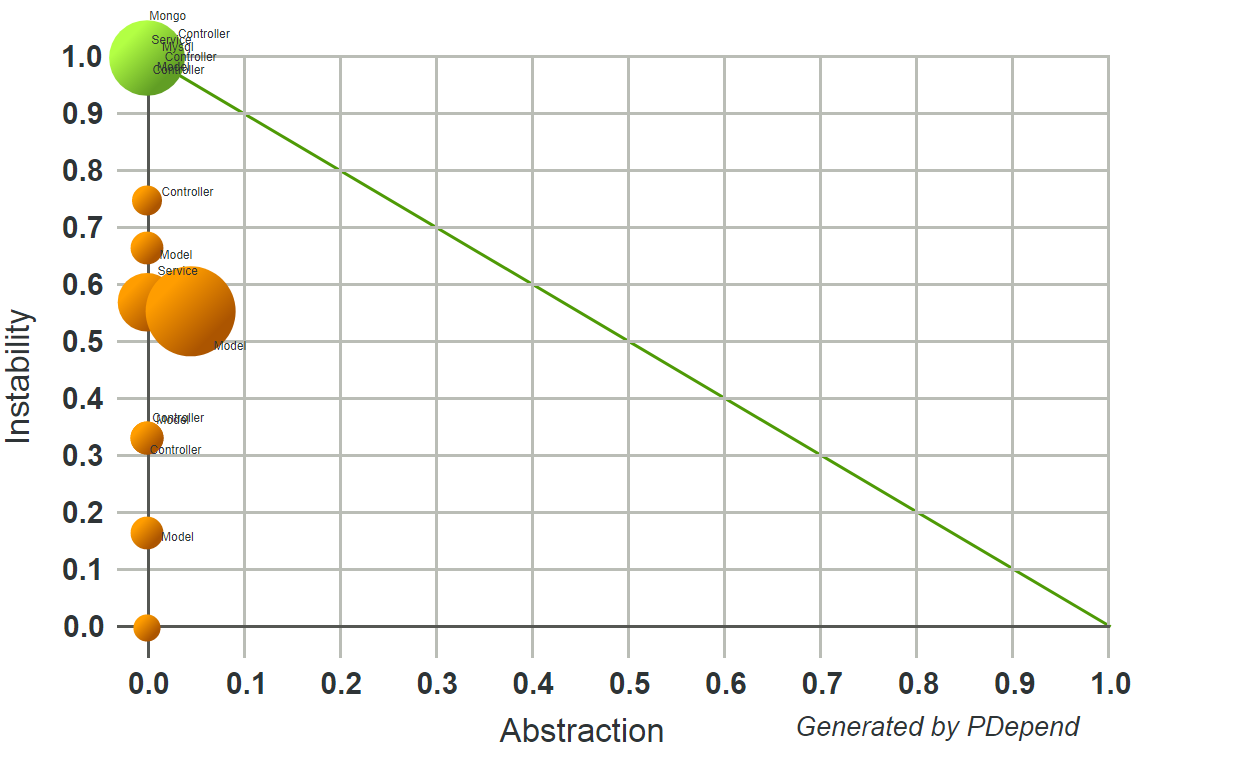 Mongo
Controller
Service
Mysql
Controller
Model
Controller
1.0
0.9
0.8
Controller
0.7
Model
Service
0.6
Model
0.5
0.4
Controller
Model
Controller
0.3
0.2
Model
0.1
0.0
Instability
0.0 0.1 0.2 0.3 0.4 0.5 0.6 0.7 0.8 0.9 1.0
Abstraction
Generated by PDepend